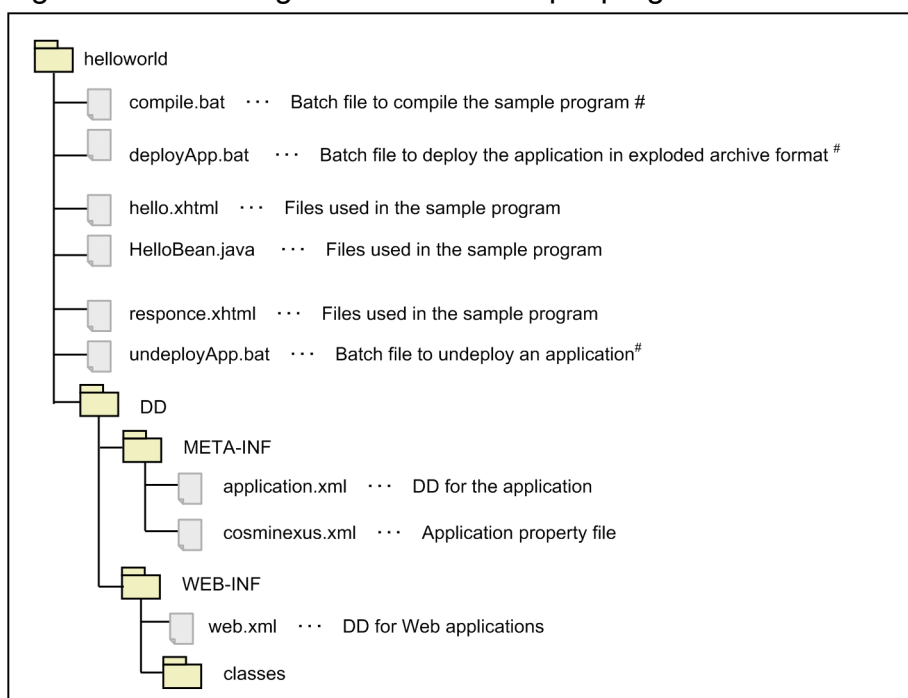 helloworld
compile.bat ··· Batch file to compile the sample program #
deployApp.bat ··· Batch file to deploy the application in exploded archive format #
hello.xhtml ··· Files used in the sample program
HelloBean.java ··· Files used in the sample program
responce.xhtml ··· Files used in the sample program
undeployApp.bat ··· Batch file to undeploy an application#
DD
META-INF
application.xml ··· DD for the application
cosminexus.xml ··· Application property file
WEB-INF
web.xml ··· DD for Web applications
classes